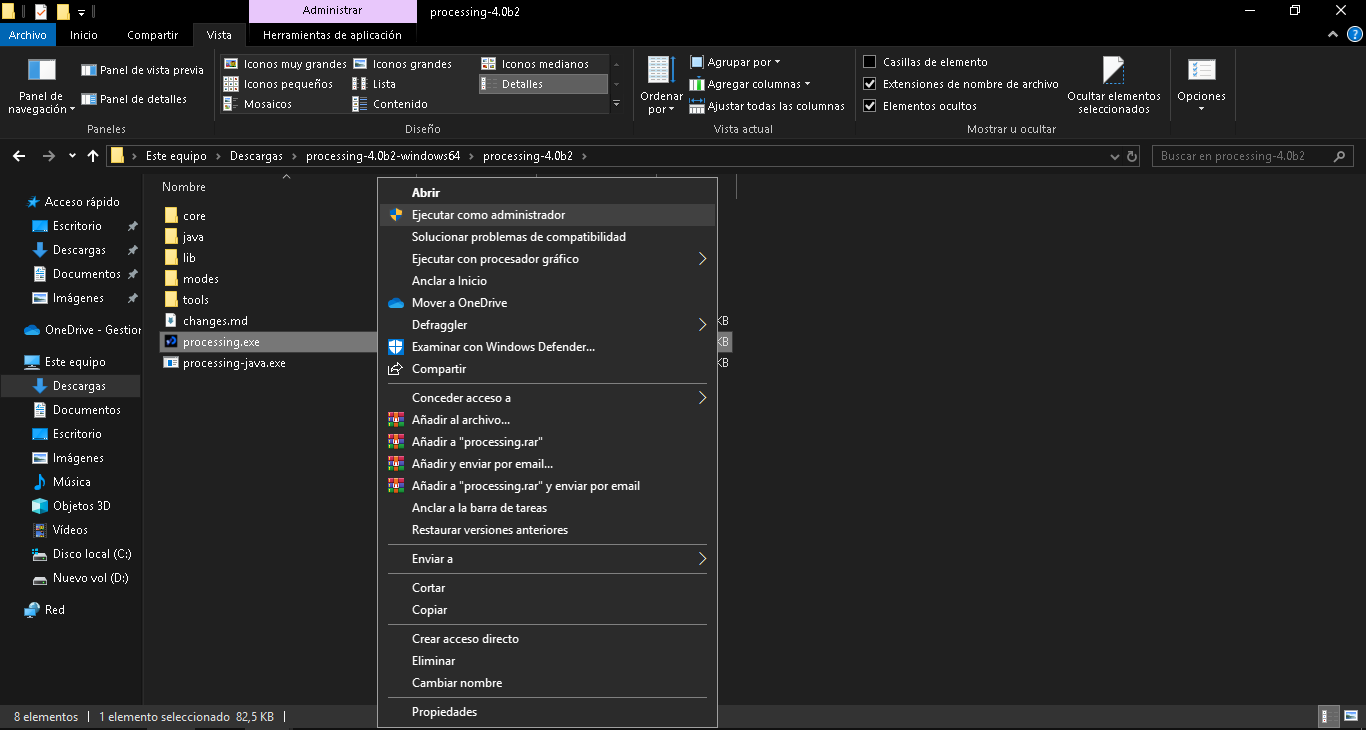 Administrar
processing-4.0b2
Archivo
Inicio
Compartir
Vista
Herramientas de aplicación
Panel de navegación
Panel de vista previa
Panel de detalles
Paneles
Iconos muy grandes
Iconos grandes
Iconos medianos
Iconos pequeños
Lista
Detalles
Mosaicos
Contenido
Diseño
Ordenar por
Agrupar por
Agregar columnas
Ajustar todas las columnas
Vista actual
Casillas de elemento
Extensiones de nombre de archivo
Elementos ocultos
Ocultar elementos seleccionados
Mostrar u ocultar
Opciones
Este equipo
Descargas
processing-4.0b2-windows64
processing-4.0b2
Buscar en processing-4.0b2
Acceso rápido
Escritorio
Descargas
Documentos
Imágenes
OneDrive - Gestior
Este equipo
Descargas
Documentos
Escritorio
Imágenes
Música
Objetos 3D
Vídeos
Disco local (C:)
Nuevo vol (D:)
Red
Nombre
core
java
lib
modes
tools
changes.md
KB
processing.exe
KB
processing-java.exe
KB
Abrir
Ejecutar como administrador
Solucionar problemas de compatibilidad
Ejecutar con procesador gráfico
Anclar a Inicio
Mover a OneDrive
Defraggler
Examinar con Windows Defender...
Compartir
Conceder acceso a
Añadir al archivo...
Añadir a "processing.rar"
Añadir y enviar por email...
Añadir a "processing.rar" y enviar por email
Anclar a la barra de tareas
Restaurar versiones anteriores
Enviar a
Cortar
Copiar
Crear acceso directo
Eliminar
Cambiar nombre
Propiedades
8 elementos
1 elemento seleccionado 82,5 KB